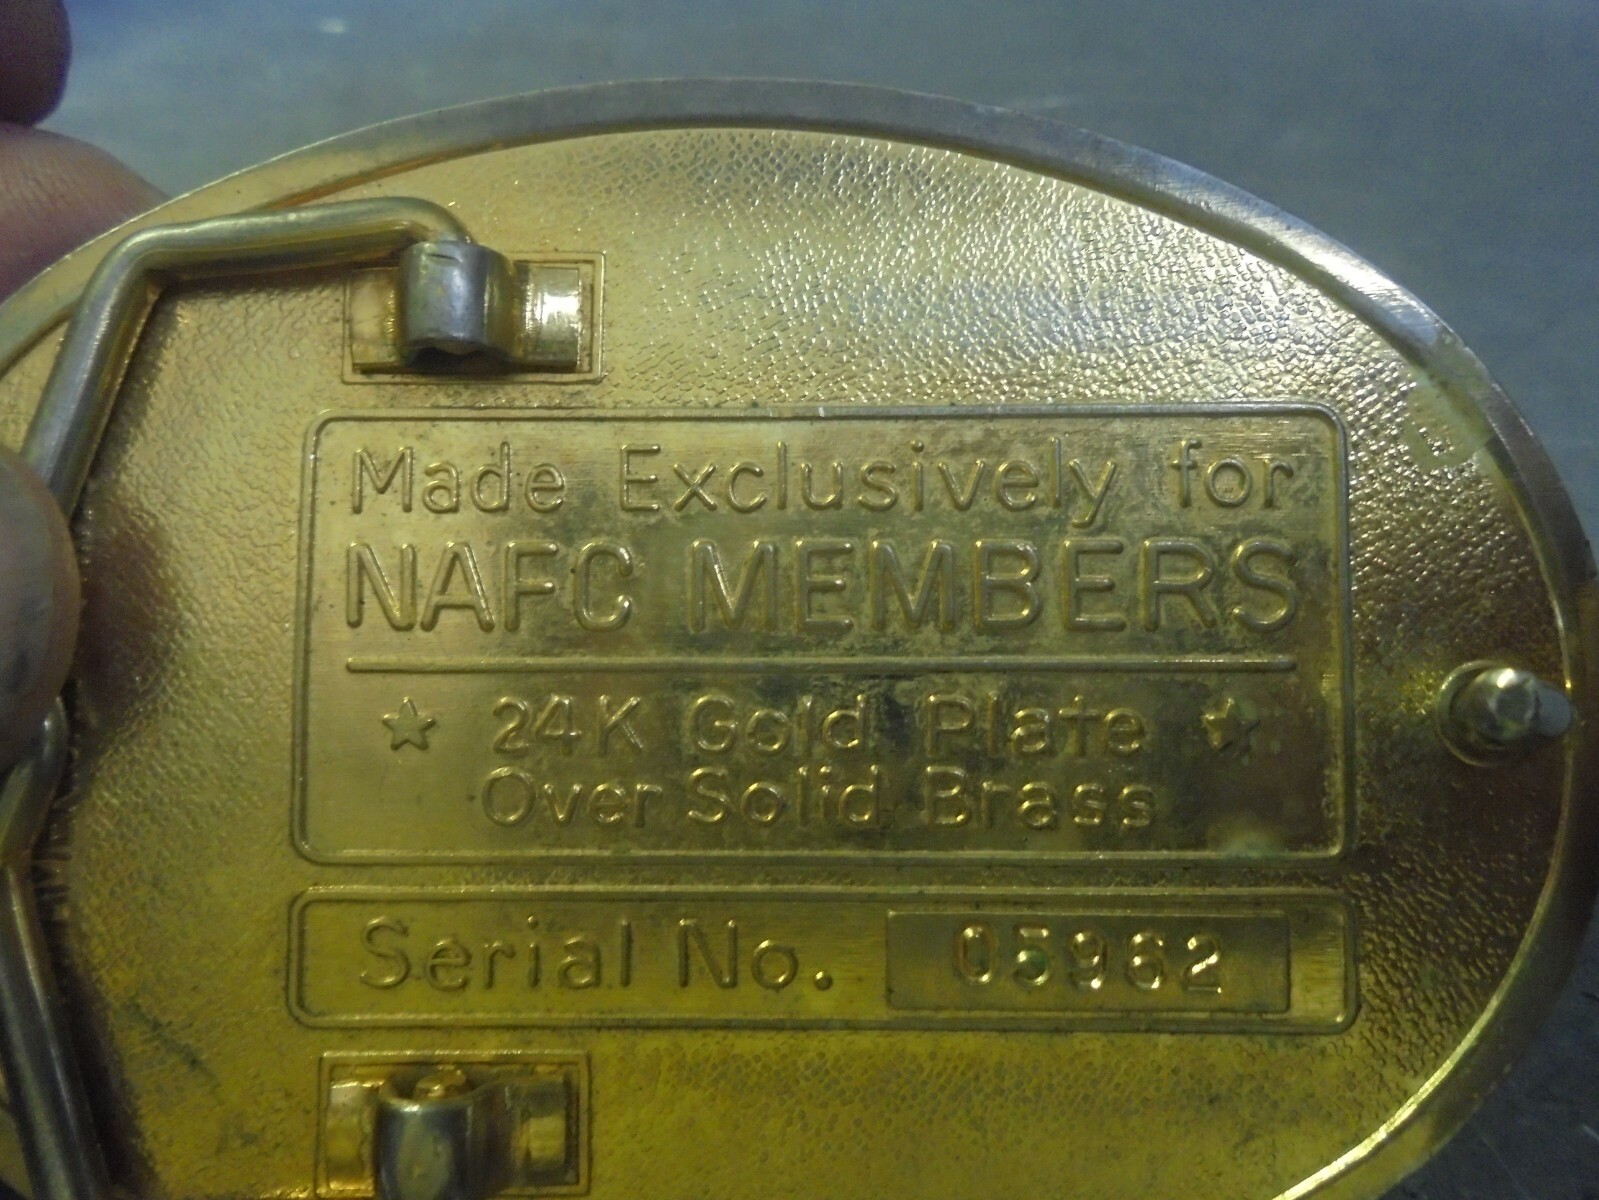 Made Exclusively for
NAFC MEMBERS
24K Gold Plate
Over Solid Brass
Serial No. 05962